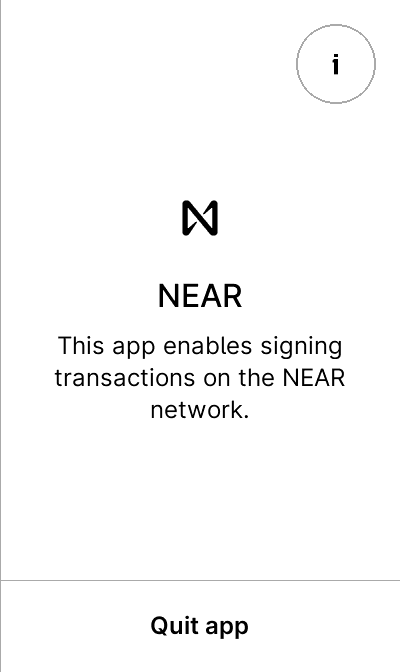 i
NEAR
This app enables signing
transactions on the NEAR
network.
Quit app